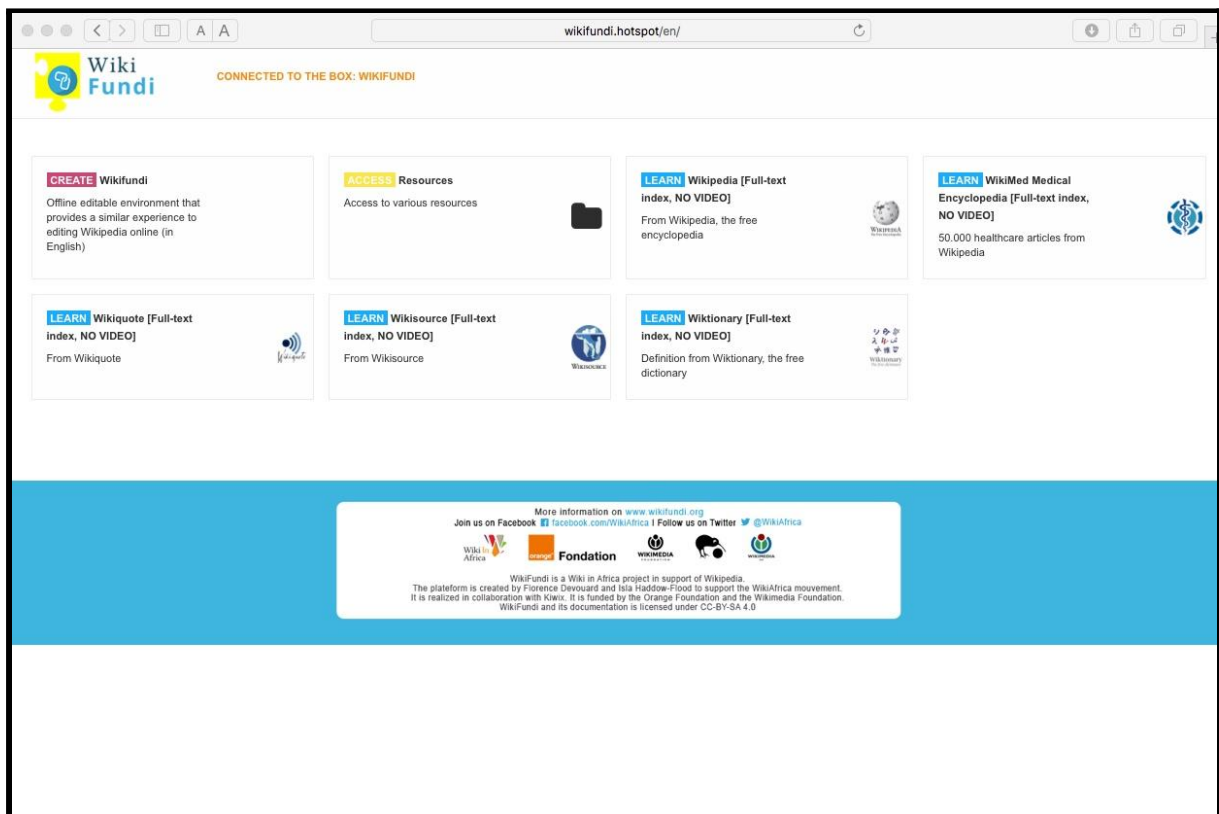 A A
wikifundi.hotspot/en/
Wiki
Fundi
CONNECTED TO THE BOX: WIKIFUNDI
CREATE Wikifundi
Offline editable environment that
provides a similar experience to
editing Wikipedia online (in
English)
ACCESS Resources
Access to various resources
LEARN Wikipedia [Full-text
index, NO VIDEO]
From Wikipedia, the free
encyclopedia
WIKIPEDIA
LEARN WikiMed Medical
Encyclopedia [Full-text index,
NO VIDEO]
50.000 healthcare articles from
Wikipedia
LEARN Wikiquote [Full-text
index, NO VIDEO]
From Wikiquote
Wikiquote
LEARN Wikisource [Full-text
index, NO VIDEO]
From Wikisource
WIKISOURCE
LEARN Wiktionary [Full-text
index, NO VIDEO]
Definition from Wiktionary, the free
dictionary
Wiktionary
More information on www.wikifundi.org
Join us on Facebook facebook.com/WikiAfrica I Follow us on Twitter @WikiAfrica
Wiki In
Africa
orange Fondation
WIKIMEDIA
FOUNDATION
WikiFundi is a Wiki in Africa project in support of Wikipedia.
The plateform is created by Florence Devouard and Isla Haddow-Flood to support the WikiAfrica mouvement.
It is realized in collaboration with Kiwix. It is funded by the Orange Foundation and the Wikimedia Foundation.
WikiFundi and its documentation is licensed under CC-BY-SA 4.0